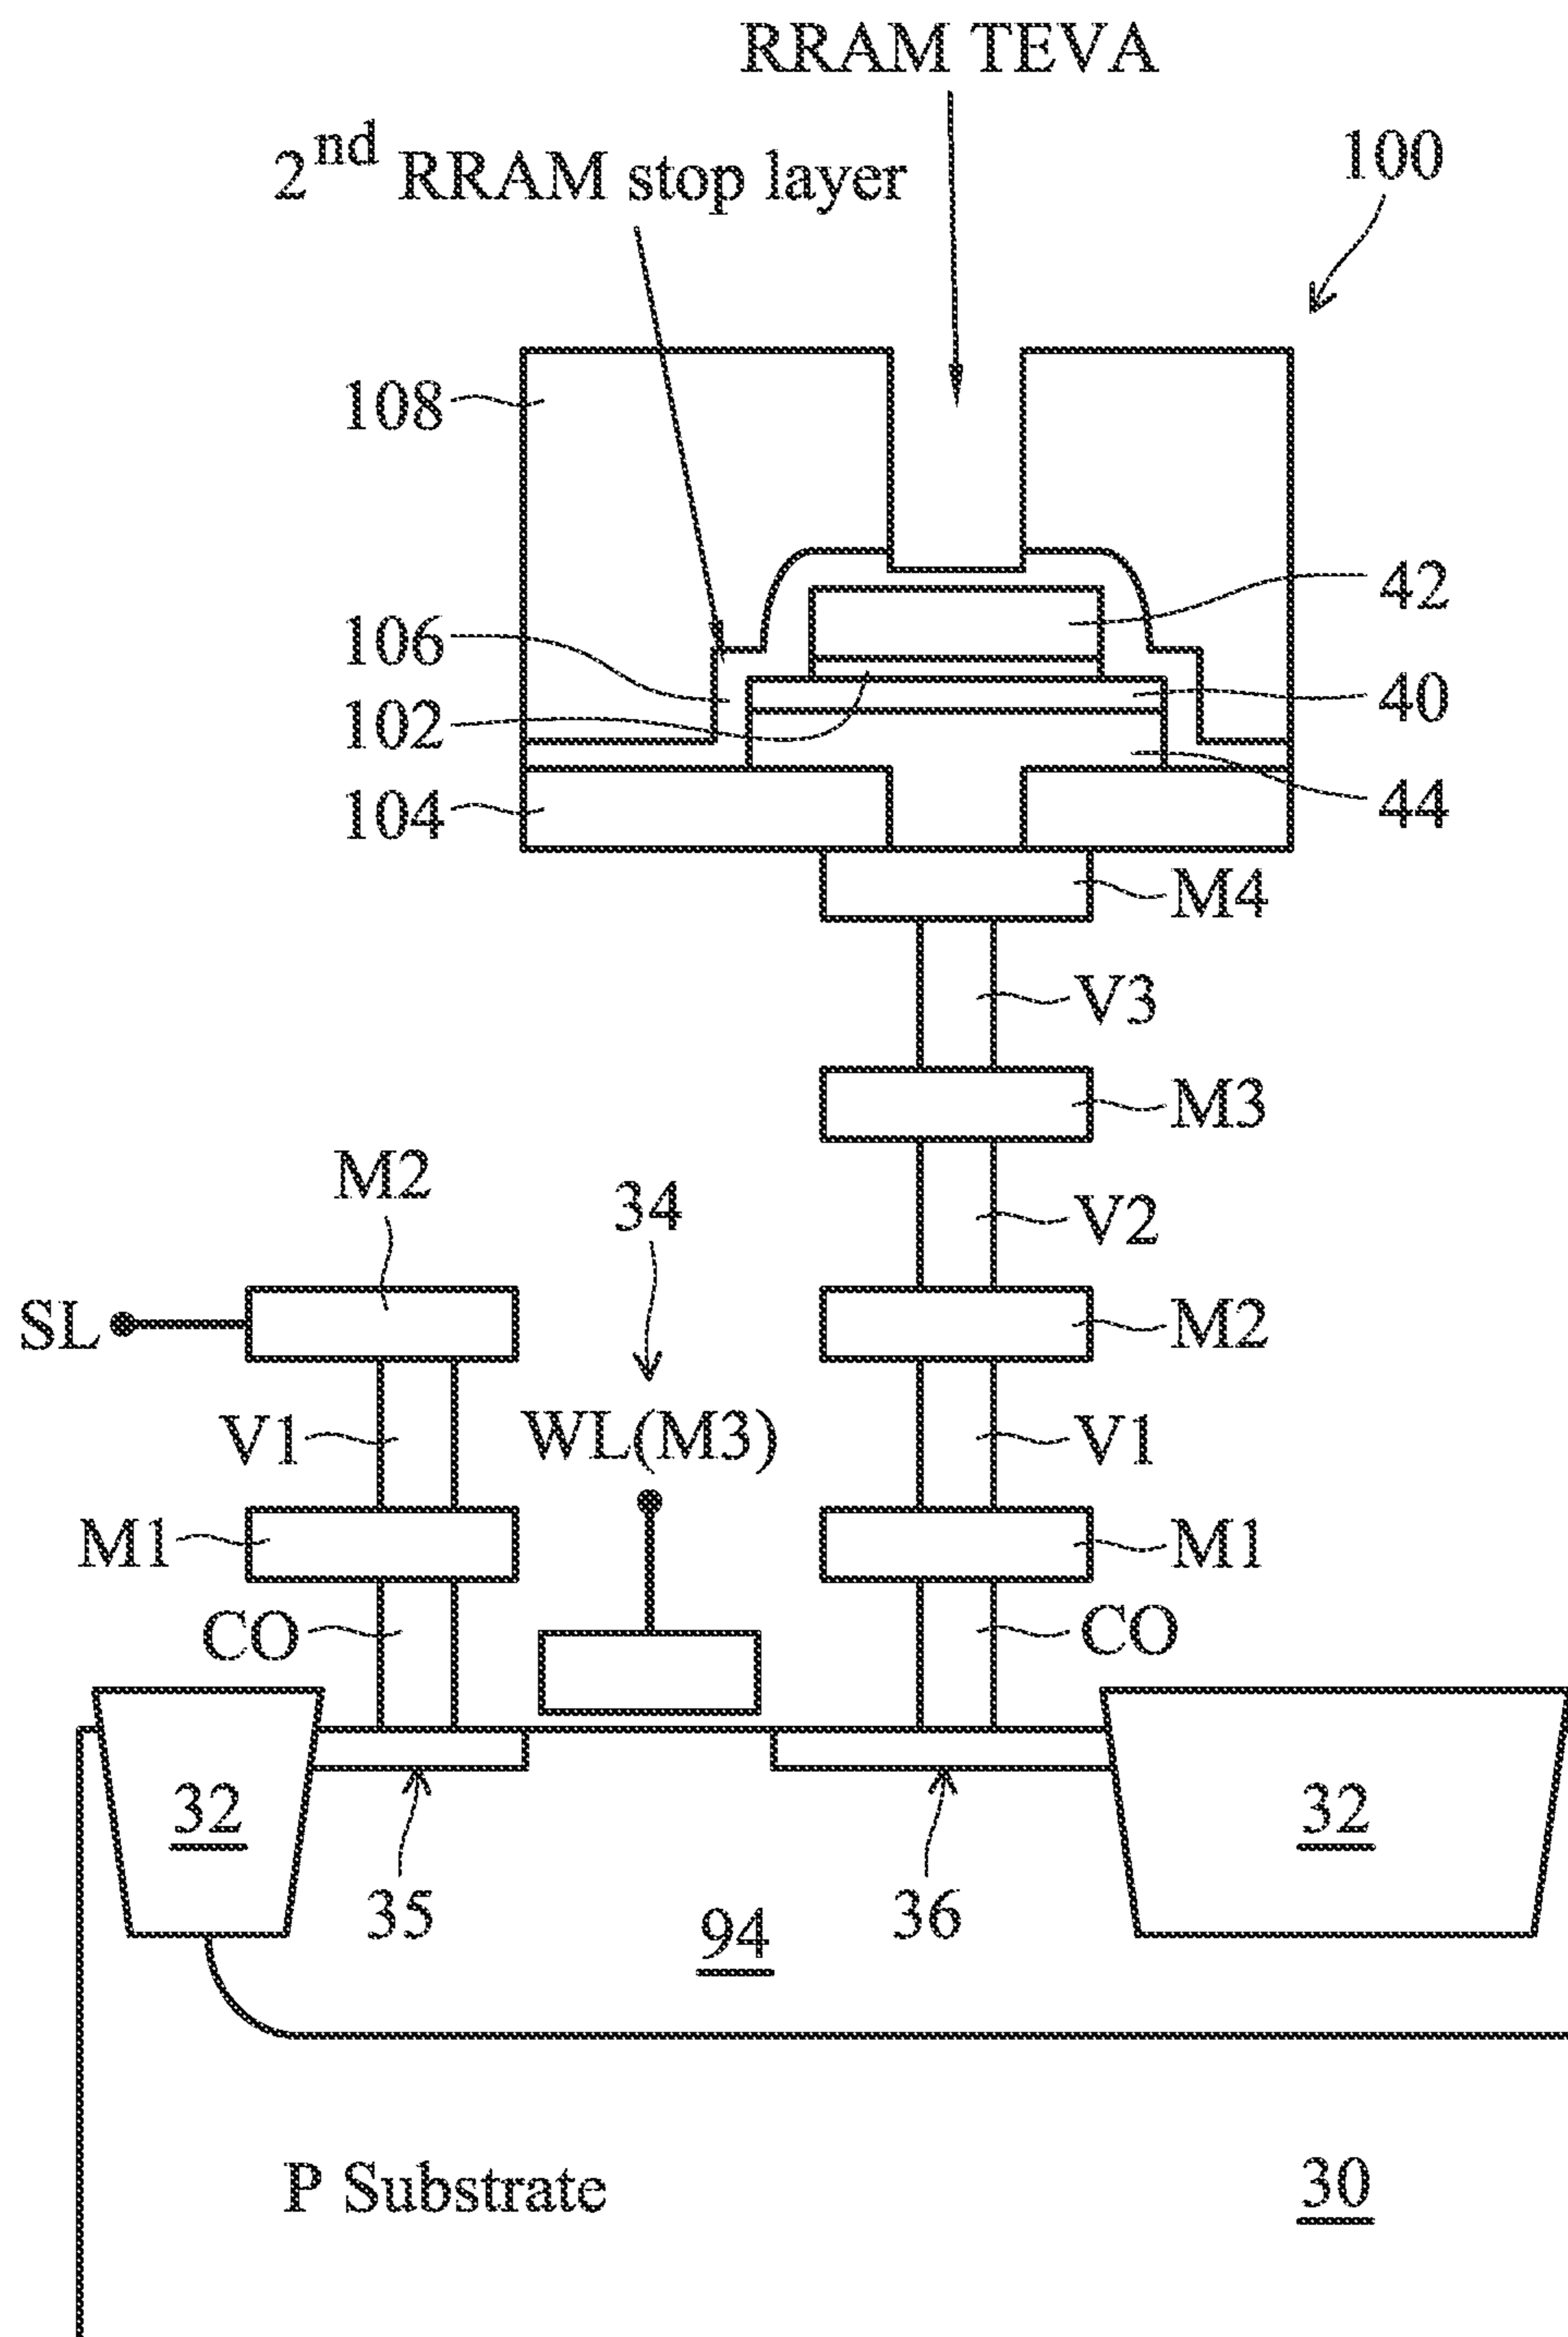 RRAM TEVA
100
2nd RRAM stop layer
108
42
106
40
102
44
104
M4
V3
M3
M2
34
V2
SL
M2
WL(M3)
V1
V1
M1
M1
CO
CO
32
32
35
36
94
P Substrate
30